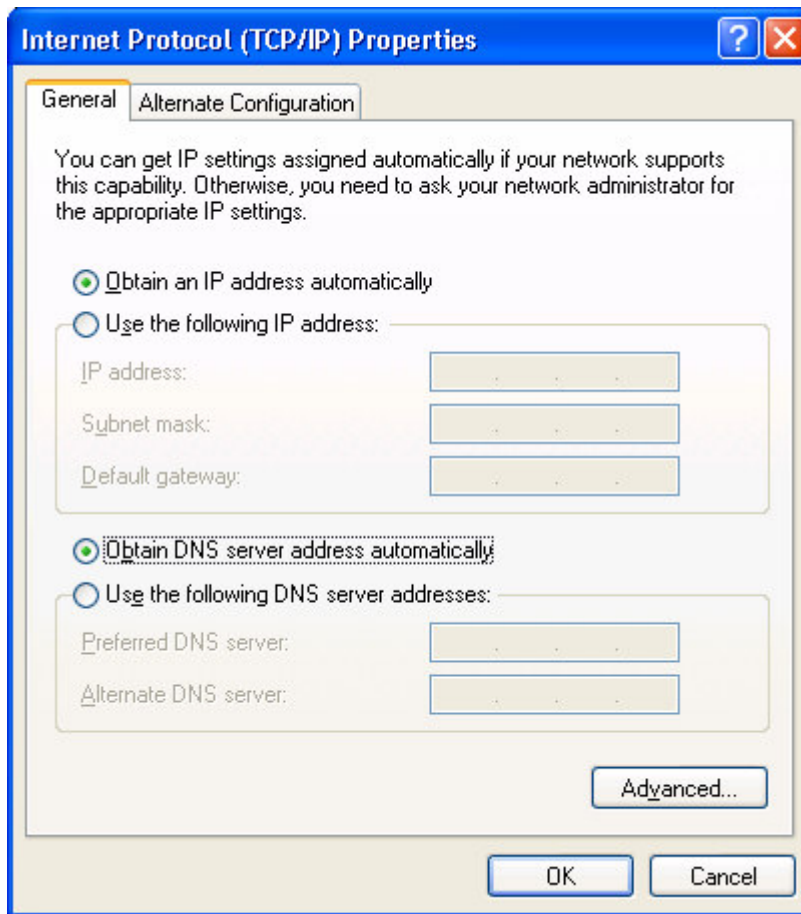 Internet Protocol (TCP/IP) Properties
General
Alternate Configuration
You can get IP settings assigned automatically if your network supports
this capability. Otherwise, you need to ask your network administrator for
the appropriate IP settings.
Obtain an IP address automatically
Use the following IP address:
IP address:
Subnet mask:
Default gateway:
Obtain DNS server address automatically
Use the following DNS server addresses:
Preferred DNS server:
Alternate DNS server:
Advanced...
OK
Cancel